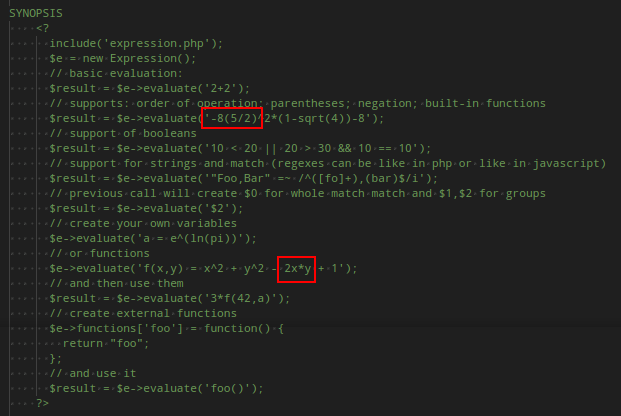 SYNOPSIS
<?
include('expression.php');
$e = new Expression();
// basic evaluation:
$result = $e->evaluate('2+2');
// supports: order of operation; parentheses; negation; built-in functions
$result = $e->evaluate('-8(5/2)^2*(1-sqrt(4))-8');
// support of booleans
$result = $e->evaluate('10 < 20 || 20 > 30 && 10 == 10');
// support for strings and match (regexes can be like in php or like in javascript)
$result = $e->evaluate('"Foo,Bar" =~ /^([fo]+),(bar)$/i');
// previous call will create $0 for whole match match and $1,$2 for groups
$result = $e->evaluate('$2');
// create your own variables
$e->evaluate('a = e^(ln(pi))');
// or functions
$e->evaluate('f(x,y) = x^2 + y^2 - 2x*y + 1');
// and then use them
$result = $e->evaluate('3*f(42,a)');
// create external functions
$e->functions['foo'] = function() {
return "foo";
};
// and use it
$result = $e->evaluate('foo()');
?>